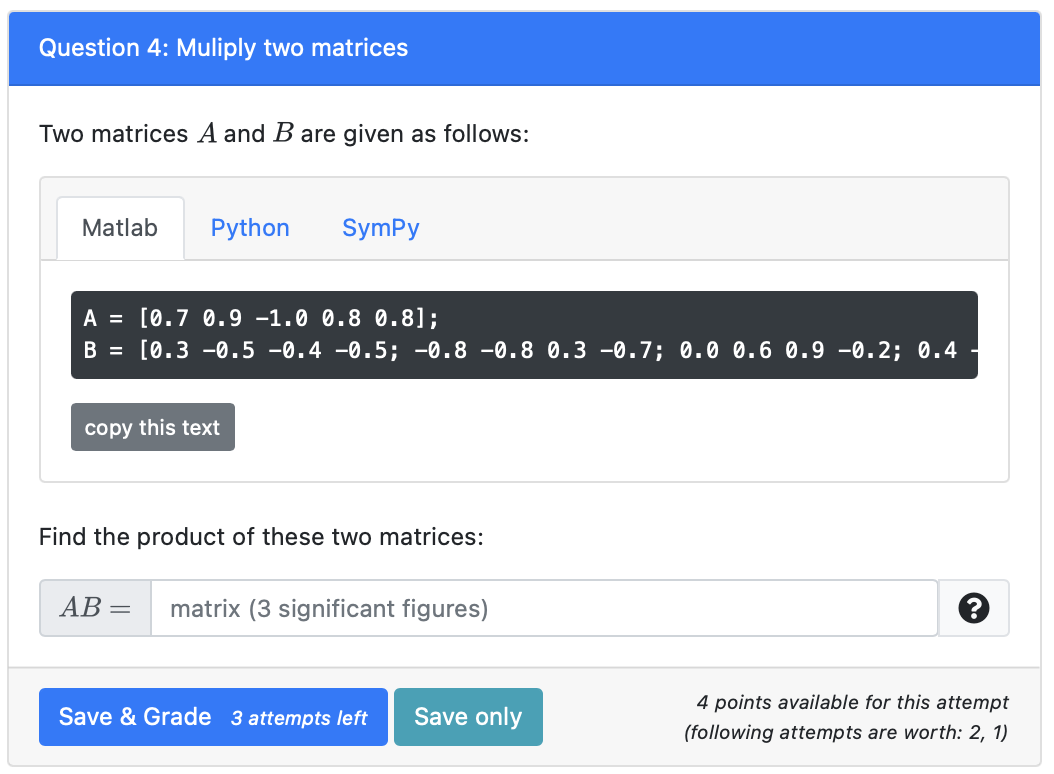 Question 4: Muliply two matrices
Two matrices A and B are given as follows:
Matlab Python SymPy
A = [0.7 0.9 -1.0 0.8 0.8];
B = [0.3 -0.5 -0.4 -0.5; -0.8 -0.8 0.3 -0.7; 0.0 0.6 0.9 -0.2; 0.4 -
copy this text
Find the product of these two matrices:
AB = matrix (3 significant figures) ?
Save & Grade 3 attempts left Save only
4 points available for this attempt
(following attempts are worth: 2, 1)